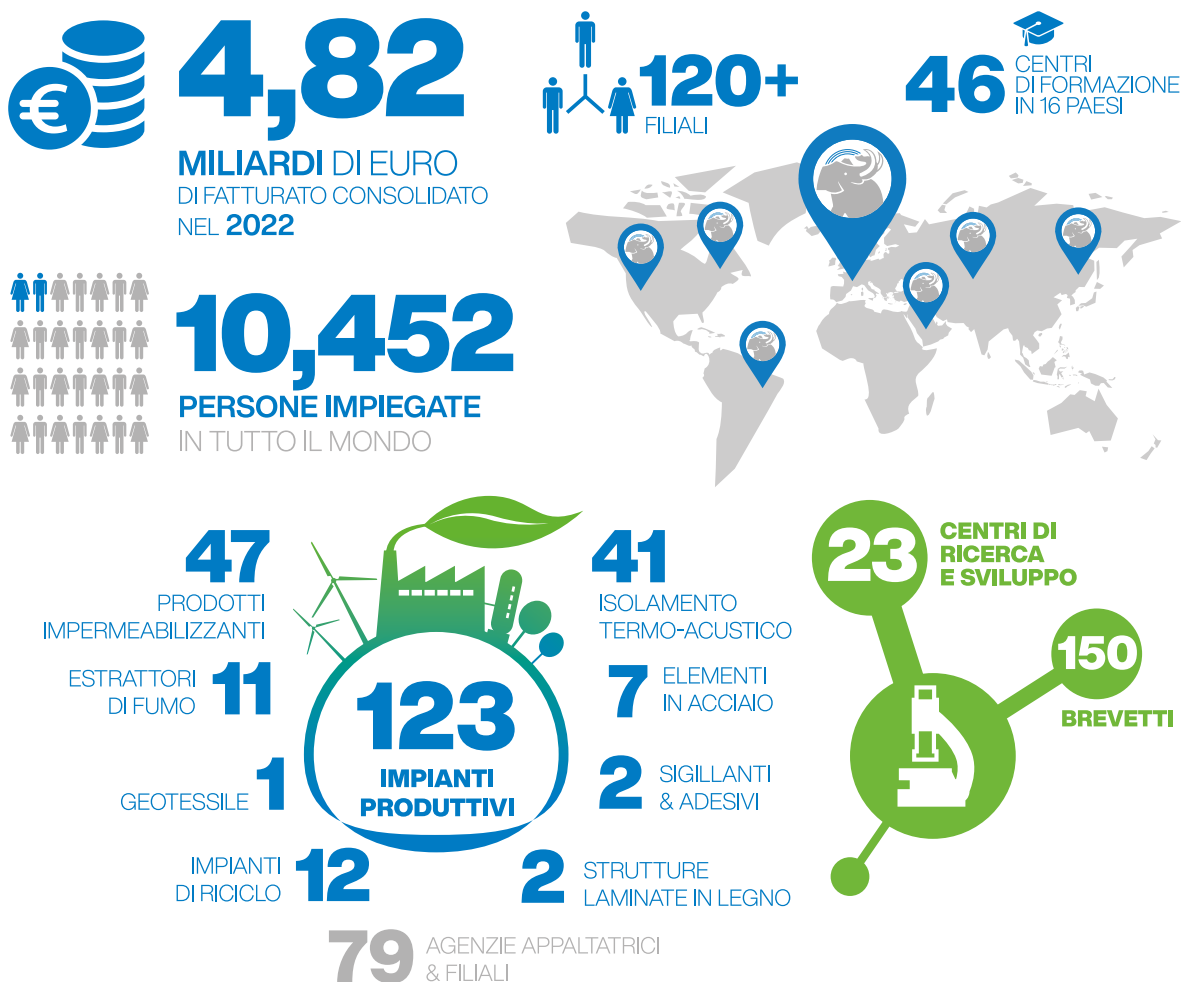 €
4,82
MILIARDI DI EURO
DI FATTURATO CONSOLIDATO
NEL 2022
120+
FILIALI
46
CENTRI
DI FORMAZIONE
IN 16 PAESI
10,452
PERSONE IMPIEGATE
IN TUTTO IL MONDO
47
PRODOTTI
IMPERMEABILIZZANTI
ESTRATTORI
DI FUMO
11
GEOTESSILE
1
IMPIANTI
DI RICICLO
12
123
IMPIANTI
PRODUTTIVI
41
ISOLAMENTO
TERMO-ACUSTICO
7
ELEMENTI
IN ACCIAIO
2
SIGILLANTI
& ADESIVI
2
STRUTTURE
LAMINATE IN LEGNO
79
AGENZIE APPALTATRICI
& FILIALI
23
CENTRI DI
RICERCA
E SVILUPPO
150
BREVETTI